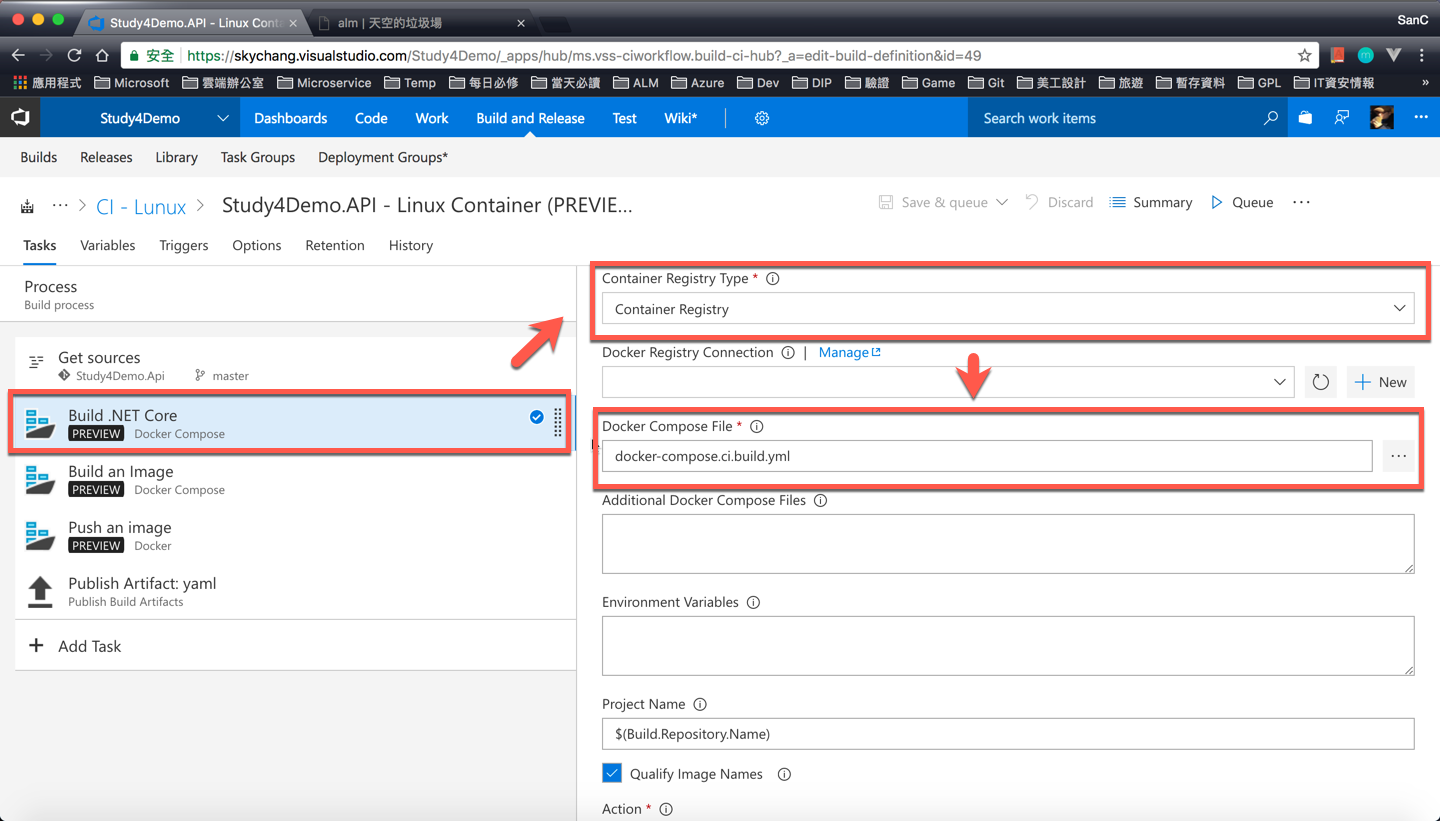 Study4Demo.API - Linux Conta
alm | 天空的垃圾場
SanC
安全 https://skychang.visualstudio.com/Study4Demo/_apps/hub/ms.vss-ciworkflow.build-ci-hub?_a=edit-build-definition&id=49
應用程式 Microsoft 雲端辦公室 Microservice Temp 每日必修 當天必讀 ALM Azure Dev DIP 驗證 Game Git 美工設計 旅遊 暫存資料 GPL IT資安情報 »
Study4Demo Dashboards Code Work Build and Release Test Wiki* Search work items
Builds Releases Library Task Groups Deployment Groups*
··· > CI - Lunux > Study4Demo.API - Linux Container (PREVIE...
Save & queue Discard Summary Queue ···
Tasks Variables Triggers Options Retention History
Process
Build process
Get sources
Study4Demo.Api master
Build .NET Core
PREVIEW Docker Compose
Build an Image
PREVIEW Docker Compose
Push an image
PREVIEW Docker
Publish Artifact: yaml
Publish Build Artifacts
+ Add Task
Container Registry Type *
Container Registry
Docker Registry Connection | Manage
+ New
Docker Compose File *
docker-compose.ci.build.yml
···
Additional Docker Compose Files
Environment Variables
Project Name
$(Build.Repository.Name)
Qualify Image Names
Action *